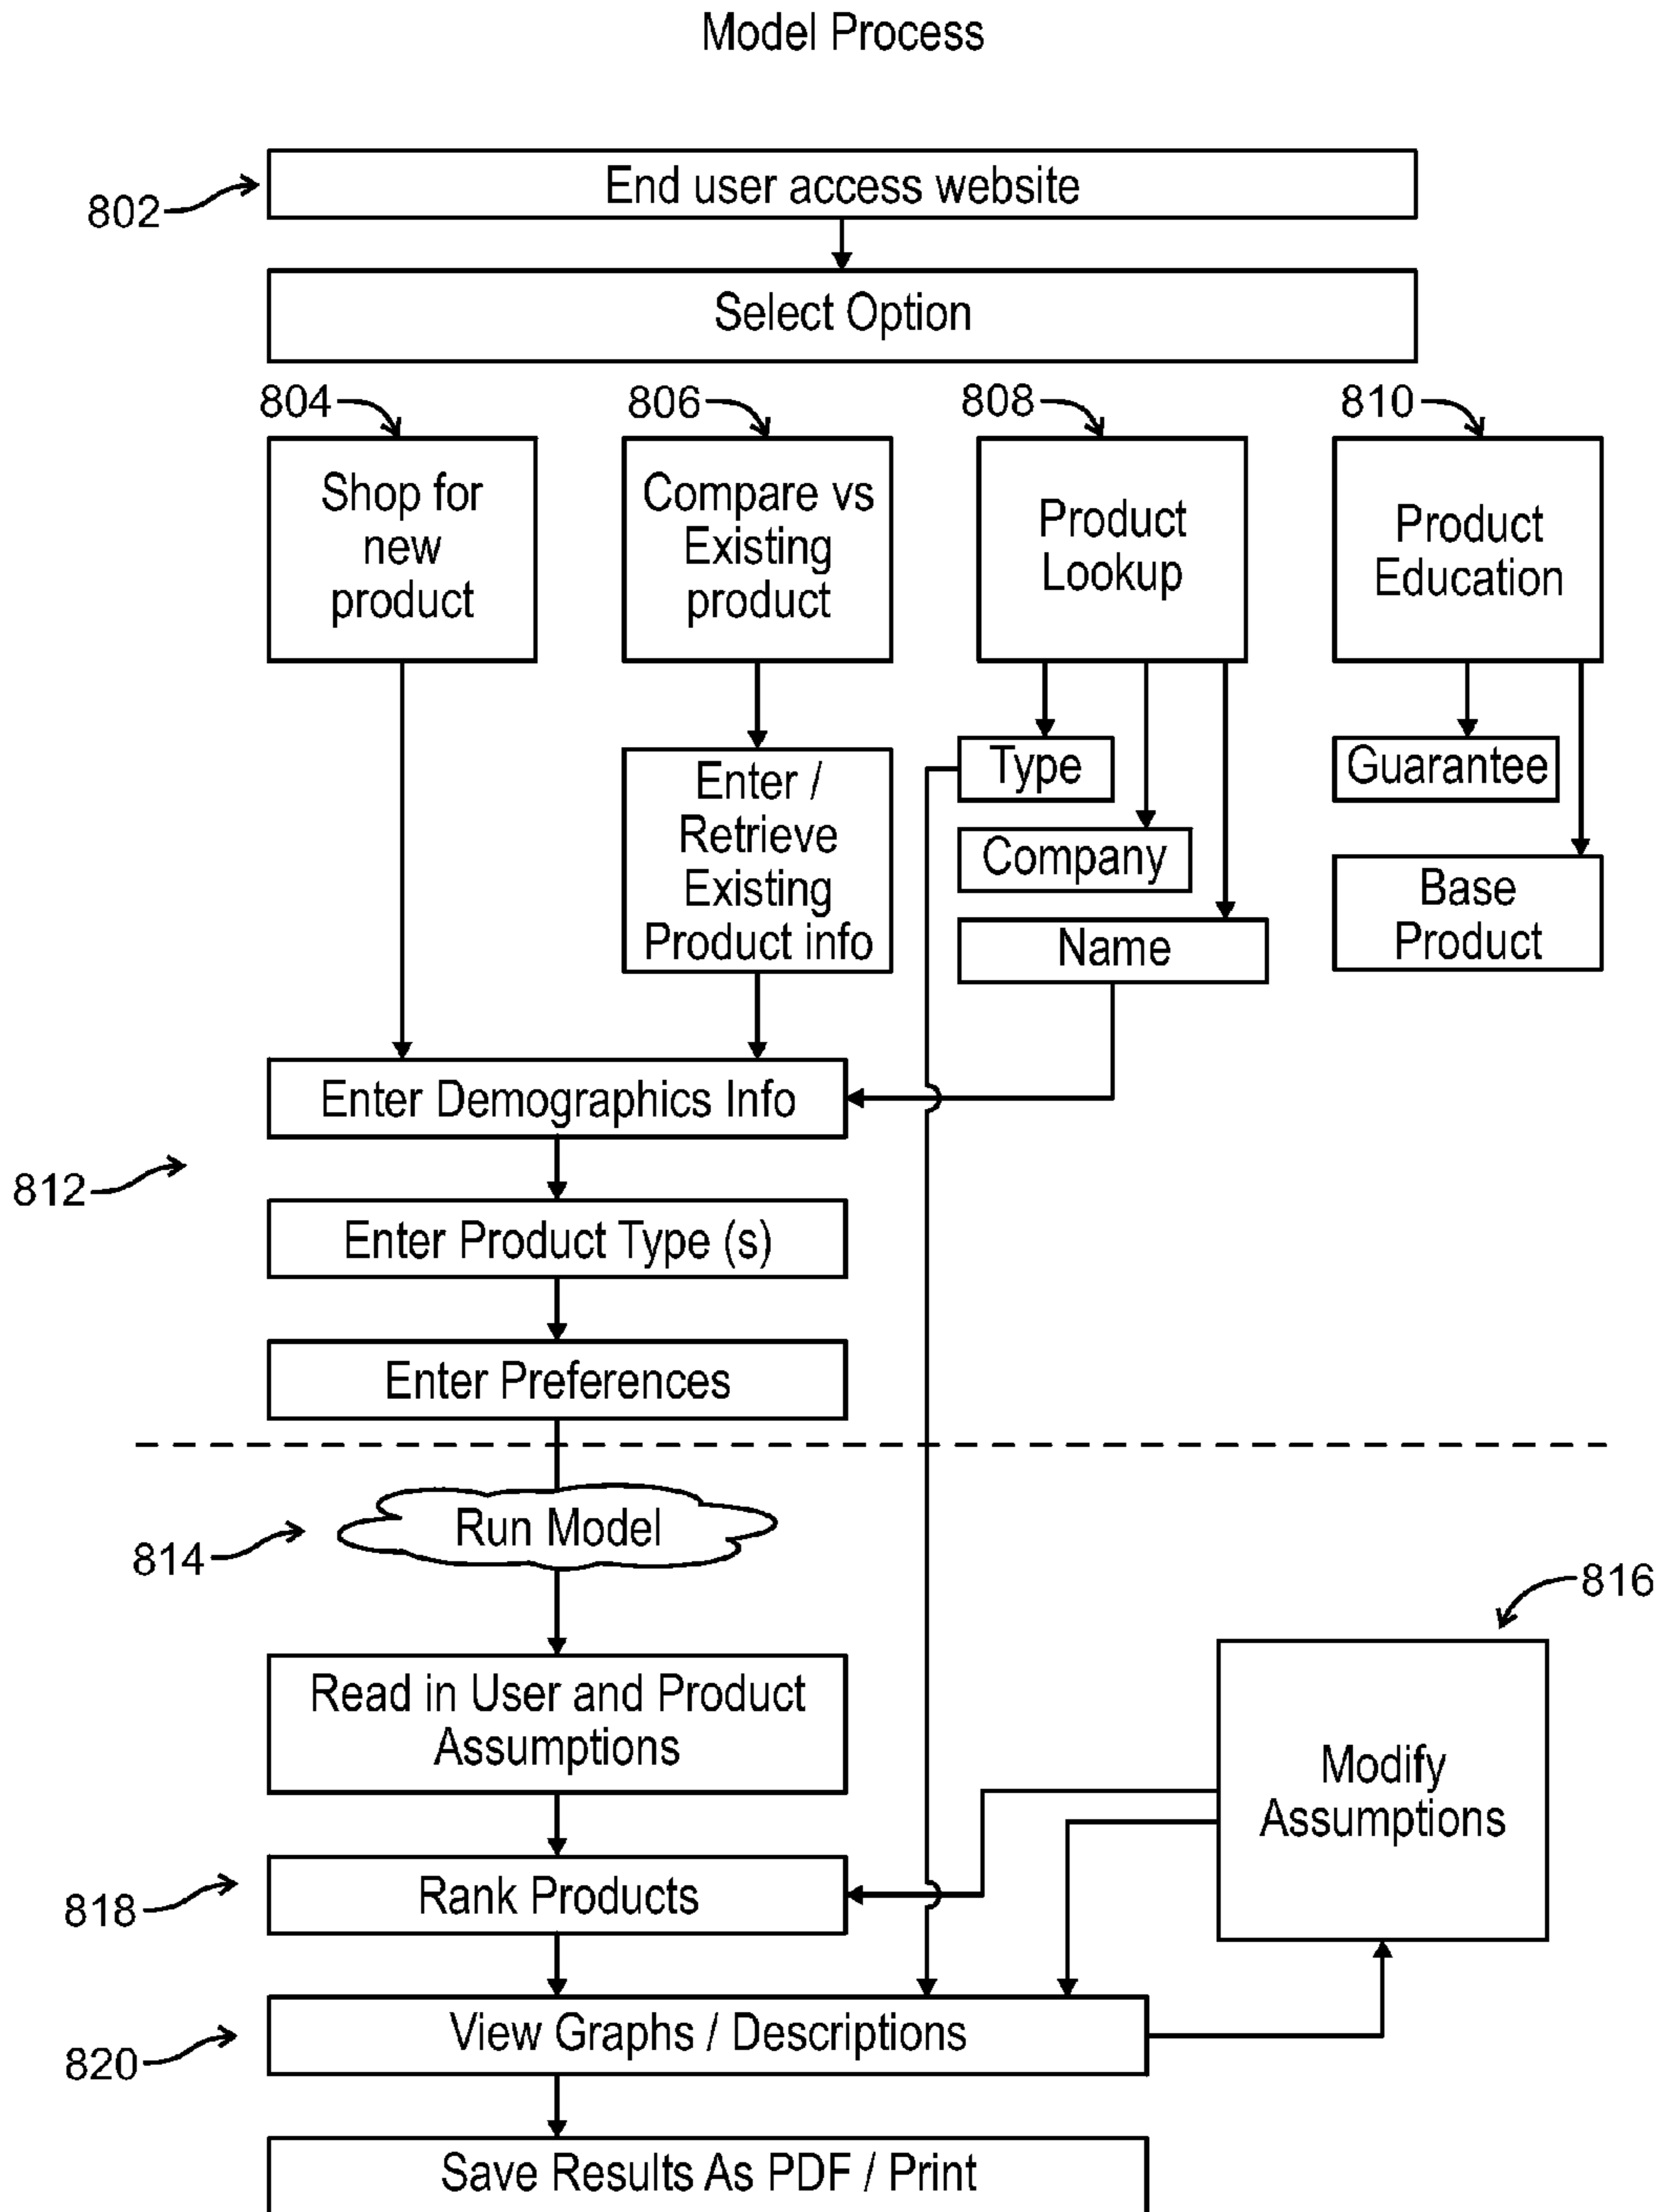 Model Process
802
End user access website
Select Option
804
806
808
810
Shop for
new
product
Compare vs
Existing
product
Product
Lookup
Product
Education
Enter /
Retrieve
Existing
Product info
Type
Company
Name
Guarantee
Base
Product
812
Enter Demographics Info
Enter Product Type (s)
Enter Preferences
814
Run Model
816
Read in User and Product
Assumptions
Modify
Assumptions
818
Rank Products
820
View Graphs / Descriptions
Save Results As PDF / Print